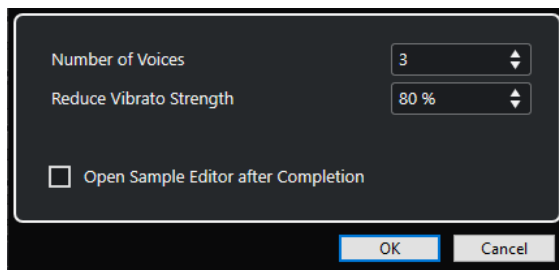 Number of Voices 3
Reduce Vibrato Strength 80 %
Open Sample Editor after Completion
OK Cancel